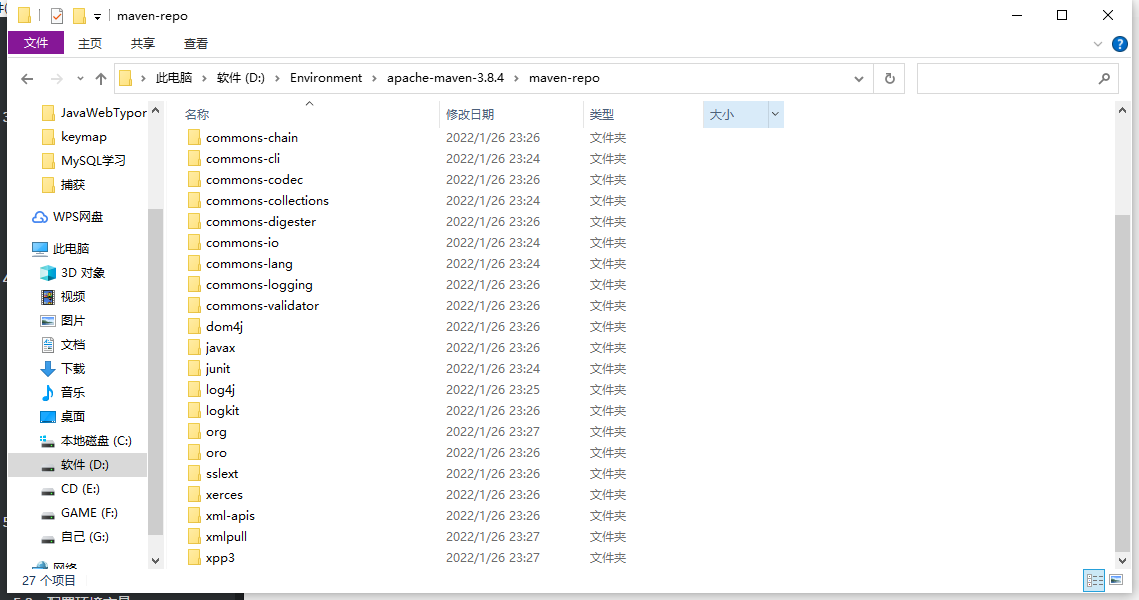 maven-repo
文件 主页 共享 查看
此电脑 软件 (D:) Environment apache-maven-3.8.4 maven-repo
名称 修改日期 类型 大小
JavaWebTypor
keymap
MySQL学习
捕获
WPS网盘
此电脑
3D 对象
视频
图片
文档
下载
音乐
桌面
本地磁盘 (C:)
软件 (D:)
CD (E:)
GAME (F:)
自己 (G:)
网络
commons-chain 2022/1/26 23:26 文件夹
commons-cli 2022/1/26 23:24 文件夹
commons-codec 2022/1/26 23:26 文件夹
commons-collections 2022/1/26 23:24 文件夹
commons-digester 2022/1/26 23:26 文件夹
commons-io 2022/1/26 23:24 文件夹
commons-lang 2022/1/26 23:24 文件夹
commons-logging 2022/1/26 23:26 文件夹
commons-validator 2022/1/26 23:26 文件夹
dom4j 2022/1/26 23:26 文件夹
javax 2022/1/26 23:26 文件夹
junit 2022/1/26 23:24 文件夹
log4j 2022/1/26 23:25 文件夹
logkit 2022/1/26 23:26 文件夹
org 2022/1/26 23:27 文件夹
oro 2022/1/26 23:26 文件夹
sslext 2022/1/26 23:26 文件夹
xerces 2022/1/26 23:26 文件夹
xml-apis 2022/1/26 23:26 文件夹
xmlpull 2022/1/26 23:27 文件夹
xpp3 2022/1/26 23:27 文件夹
27 个项目